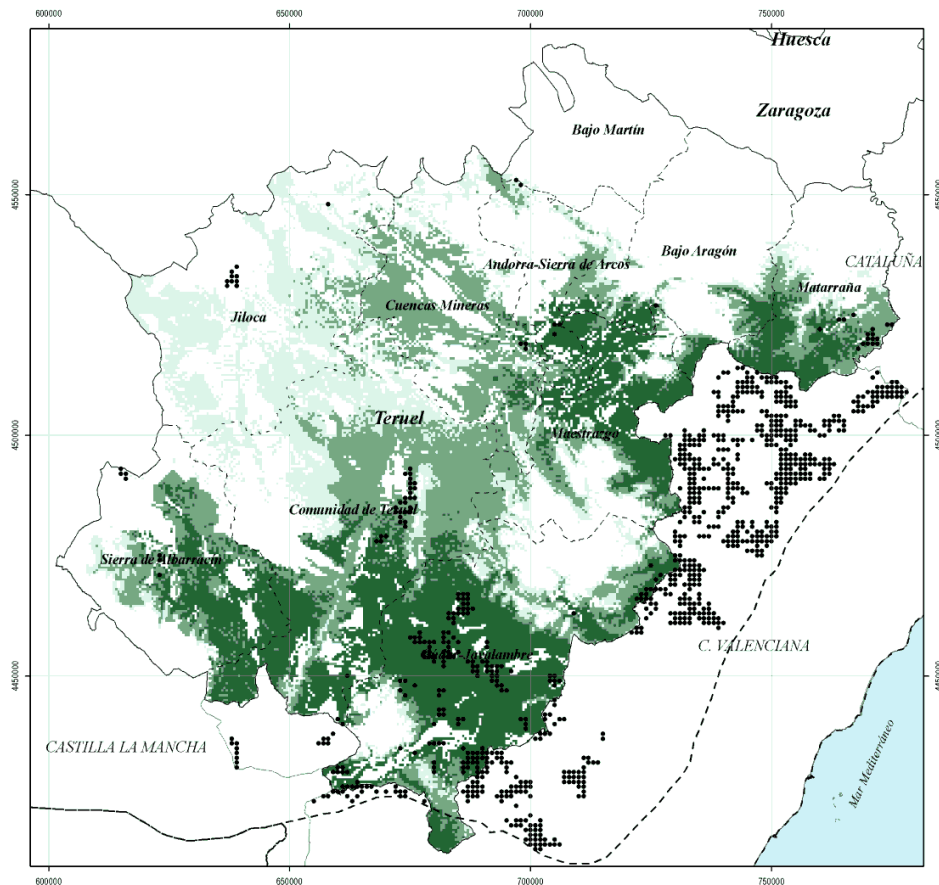 600000 650000 700000 750000
Huesca
Zaragoza
Bajo Martín
4550000 4550000
Bajo Aragón
CATALUÑA
Andorra-Sierra de Arcos
Matarraña
Cuencas Mineras
Jiloca
Teruel
4500000 4500000
Maestrazgo
Comunidad de Teruel
Sierra de Albarracín
C. VALENCIANA
Gúdar-Javalambre
4450000 4450000
CASTILLA LA MANCHA
Mar Mediterráneo
600000 650000 700000 750000